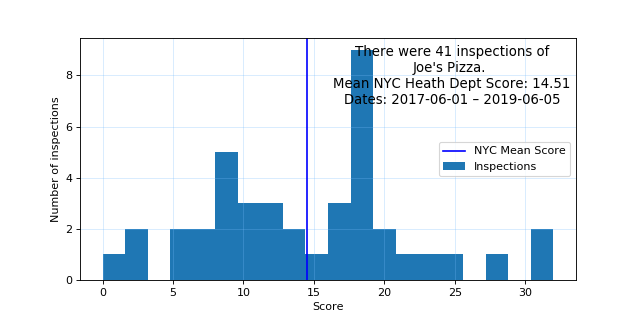 There were 41 inspections of
Joe's Pizza.
Mean NYC Heath Dept Score: 14.51
Dates: 2017-06-01 – 2019-06-05
NYC Mean Score
Inspections
Number of inspections
8
6
4
2
0
0 5 10 15 20 25 30
Score